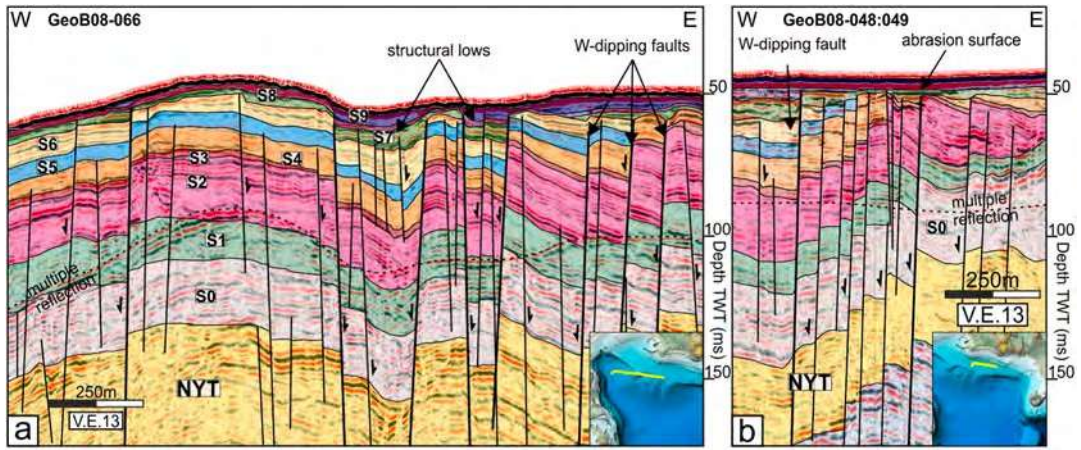 W GeoB08-066 E
structural lows
W-dipping faults
S8
S9
S7
S6
S5
S3
S4
S2
S1
S0
multiple
reflection
NYT
250m
V.E.13
a
50
100
150
Depth TWT (ms)
W GeoB08-048:049 E
W-dipping fault
abrasion surface
multiple
reflection
S0
250m
V.E.13
NYT
b
50
100
150
Depth TWT (ms)